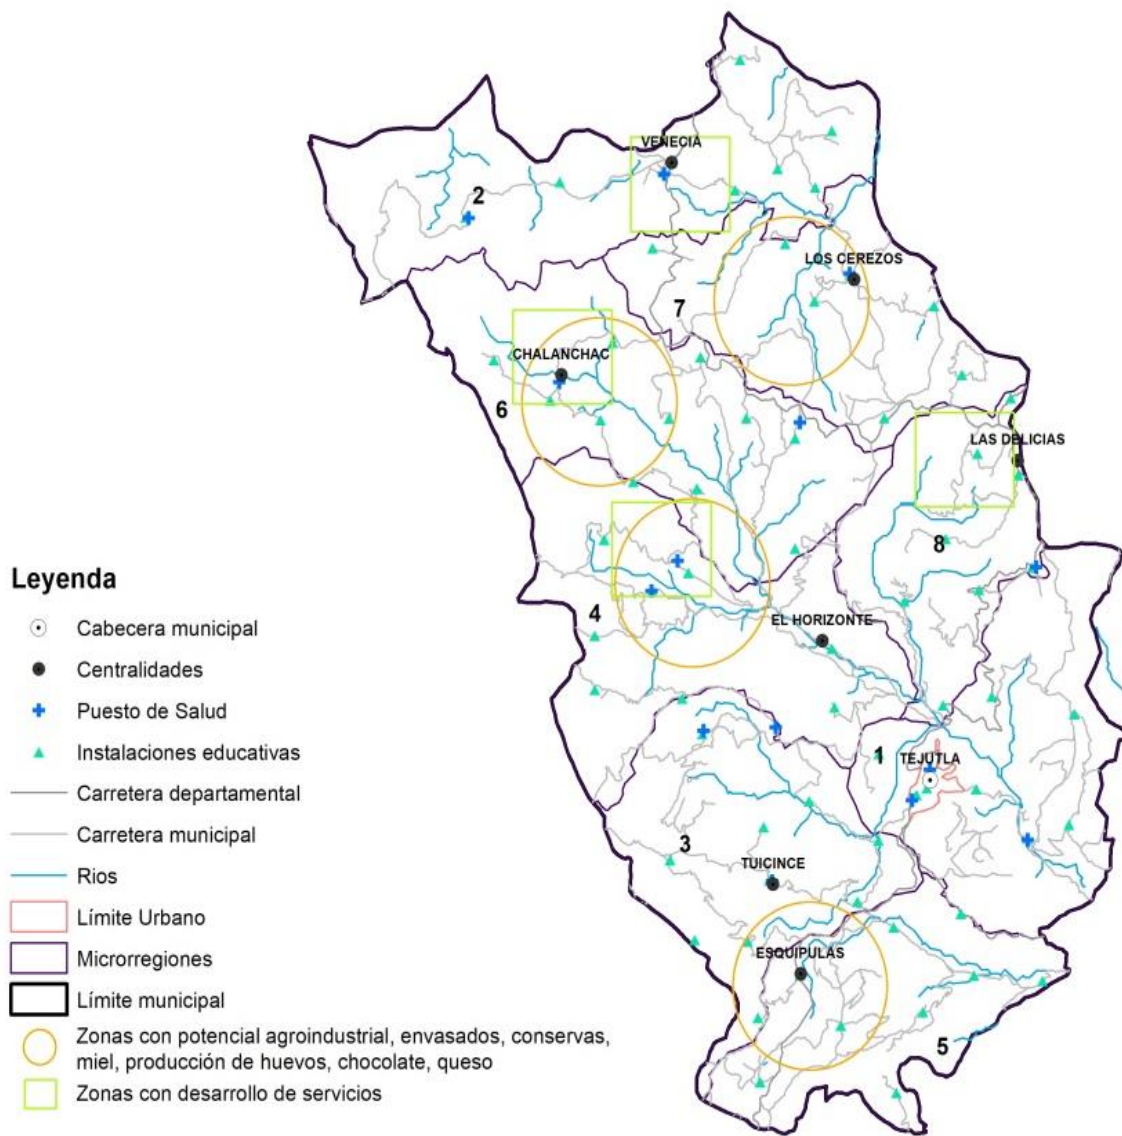 VENECIA
2
LOS CEREZOS
7
CHALANCHAC
6
LAS DELICIAS
8
4
EL HORIZONTE
1
TEJUTLA
3
TUICINCE
ESQUIPULAS
5
Leyenda
Cabecera municipal
Centralidades
Puesto de Salud
Instalaciones educativas
Carretera departamental
Carretera municipal
Rios
Límite Urbano
Microrregiones
Límite municipal
Zonas con potencial agroindustrial, envasados, conservas,
miel, producción de huevos, chocolate, queso
Zonas con desarrollo de servicios